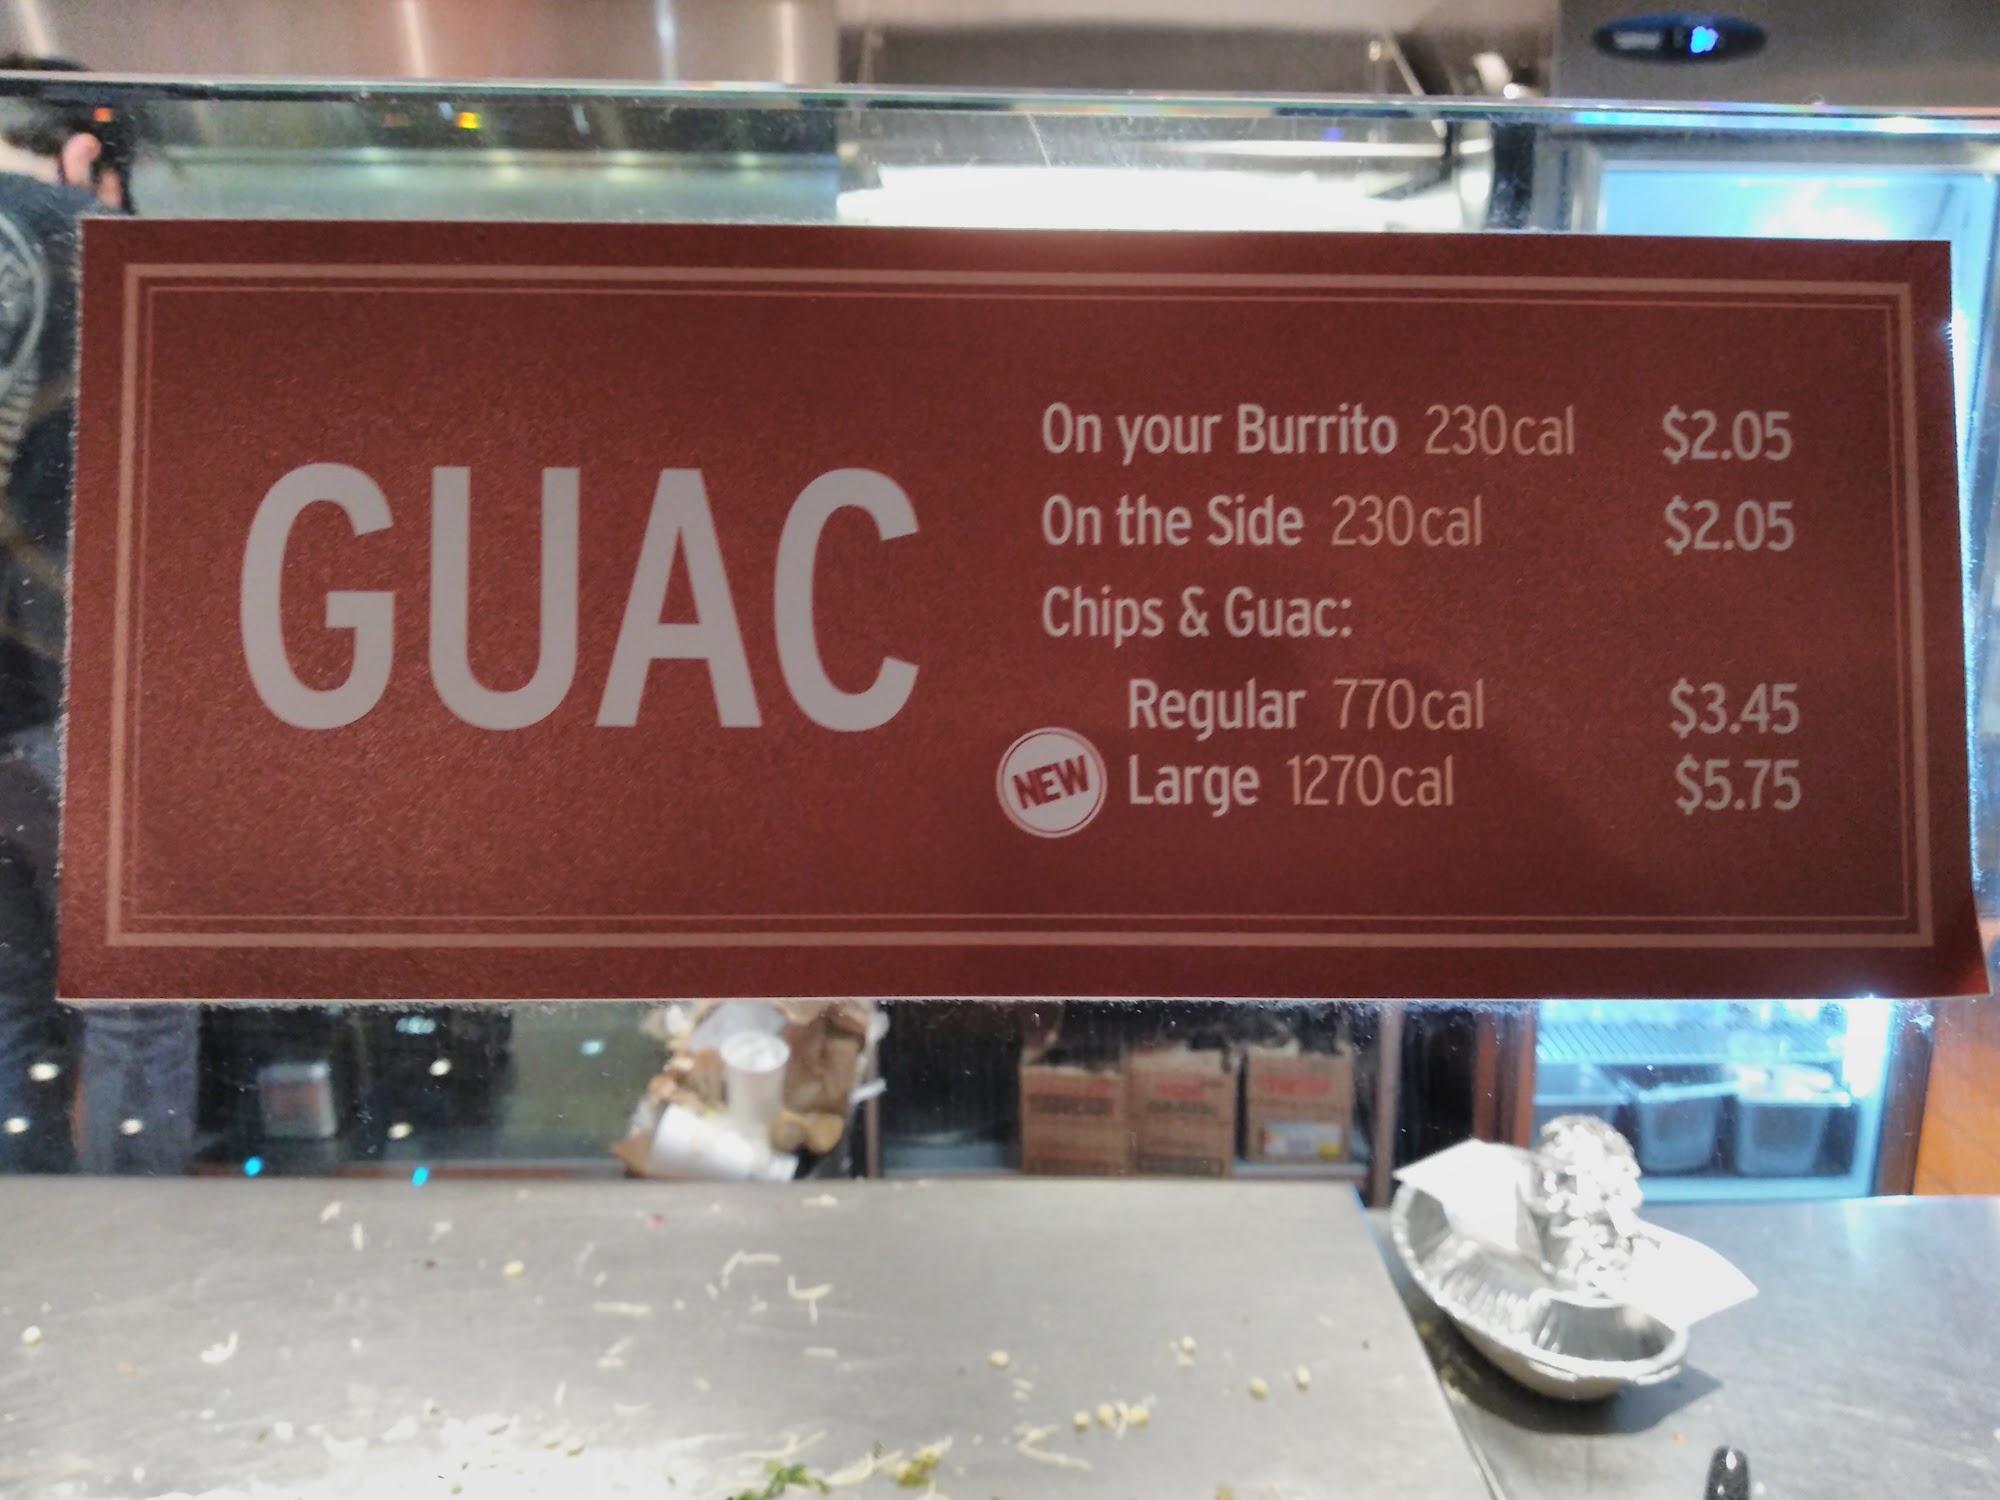 GUAC
On your Burrito 230cal $2.05
On the Side 230cal $2.05
Chips & Guac:
Regular 770cal $3.45
NEW Large 1270cal $5.75